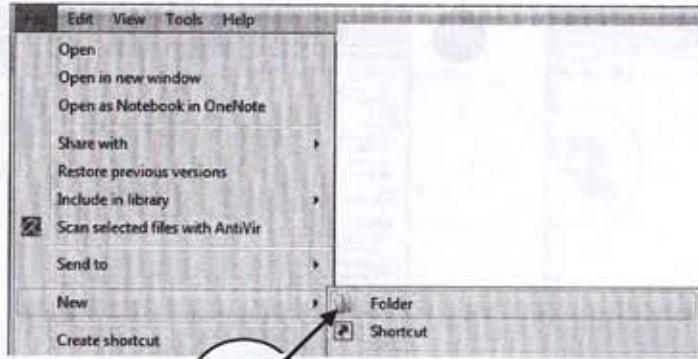 File Edit View Tools Help
Open
Open in new window
Open as Notebook in OneNote
Share with
Restore previous versions
Include in library
Scan selected files with AntiVir
Send to
New
Folder
Shortcut
Create shortcut